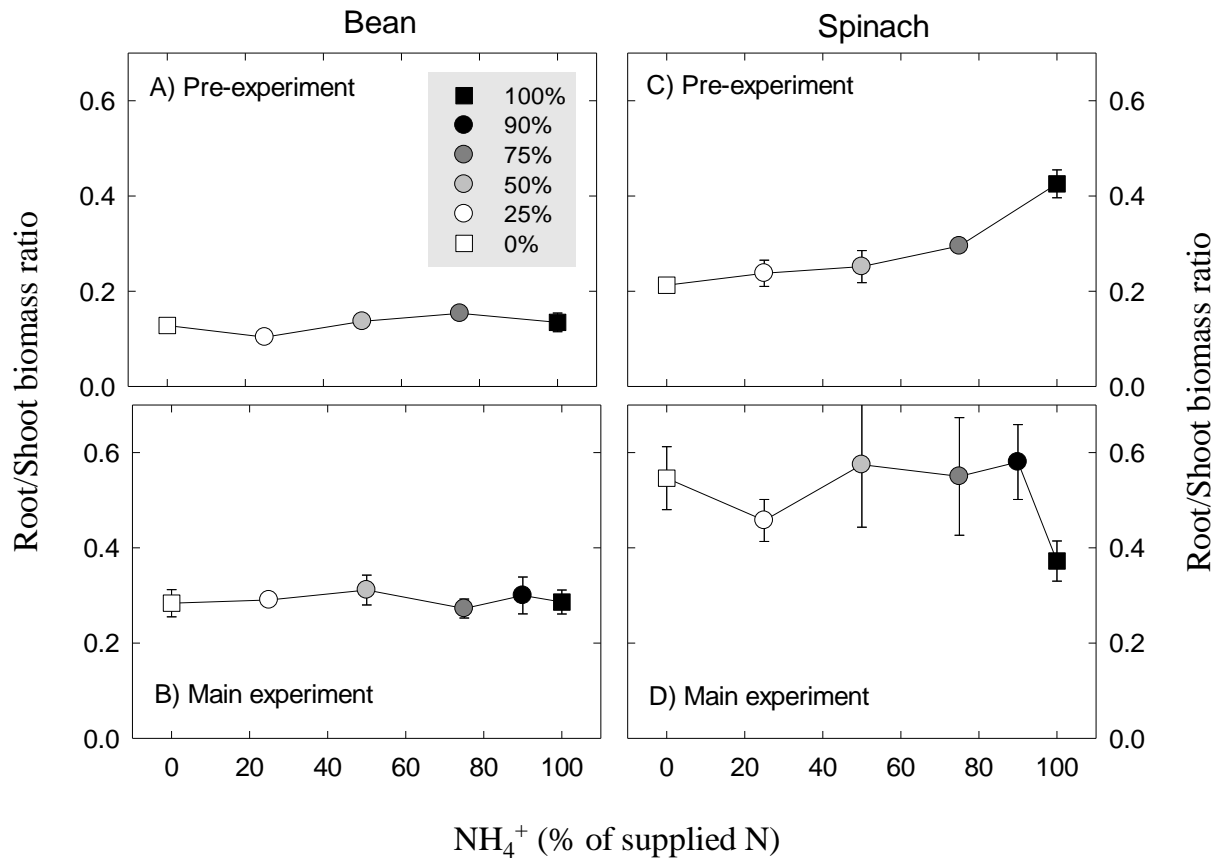 Bean
Spinach
A) Pre-experiment
100%
90%
75%
50%
25%
0%
C) Pre-experiment
0.6
0.4
0.2
0.0
0.6
0.4
0.2
0.0
Root/Shoot biomass ratio
B) Main experiment
D) Main experiment
0.6
0.4
0.2
0.0
0.6
0.4
0.2
0.0
Root/Shoot biomass ratio
0 20 40 60 80 100
0 20 40 60 80 100
NH₄⁺ (% of supplied N)